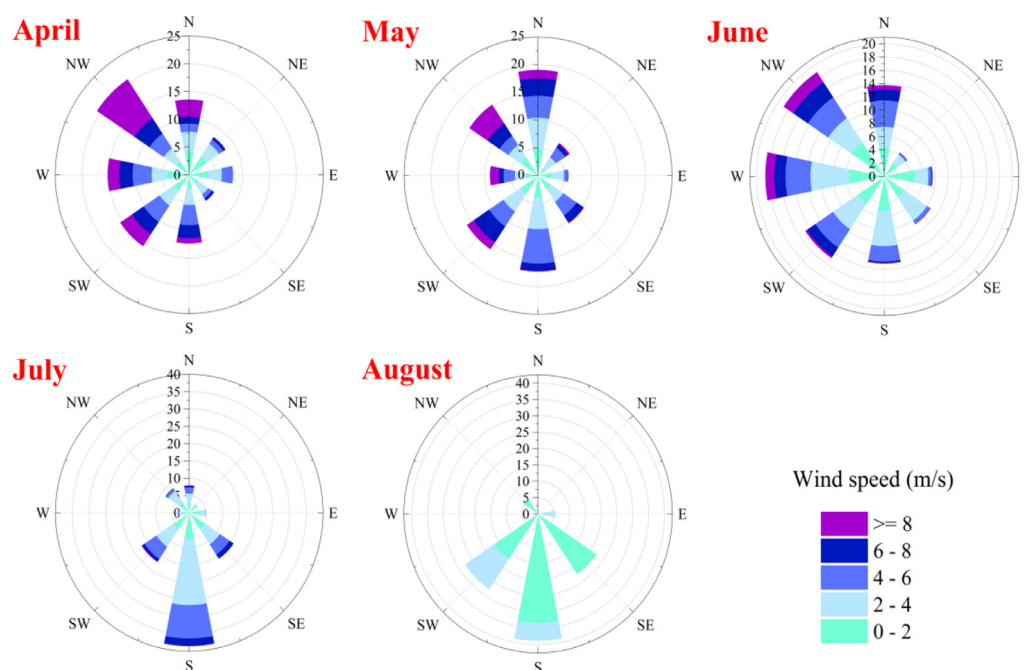 April
N
NE
E
SE
S
SW
W
NW
25
20
15
10
5
0
May
N
NE
E
SE
S
SW
W
NW
25
20
15
10
5
0
June
N
NE
E
SE
S
SW
W
NW
20
18
16
14
12
10
8
6
4
2
0
July
N
NE
E
SE
S
SW
W
NW
40
35
30
25
20
15
10
5
0
August
N
NE
E
SE
S
SW
W
NW
40
35
30
25
20
15
10
5
0
Wind speed (m/s)
>= 8
6 - 8
4 - 6
2 - 4
0 - 2